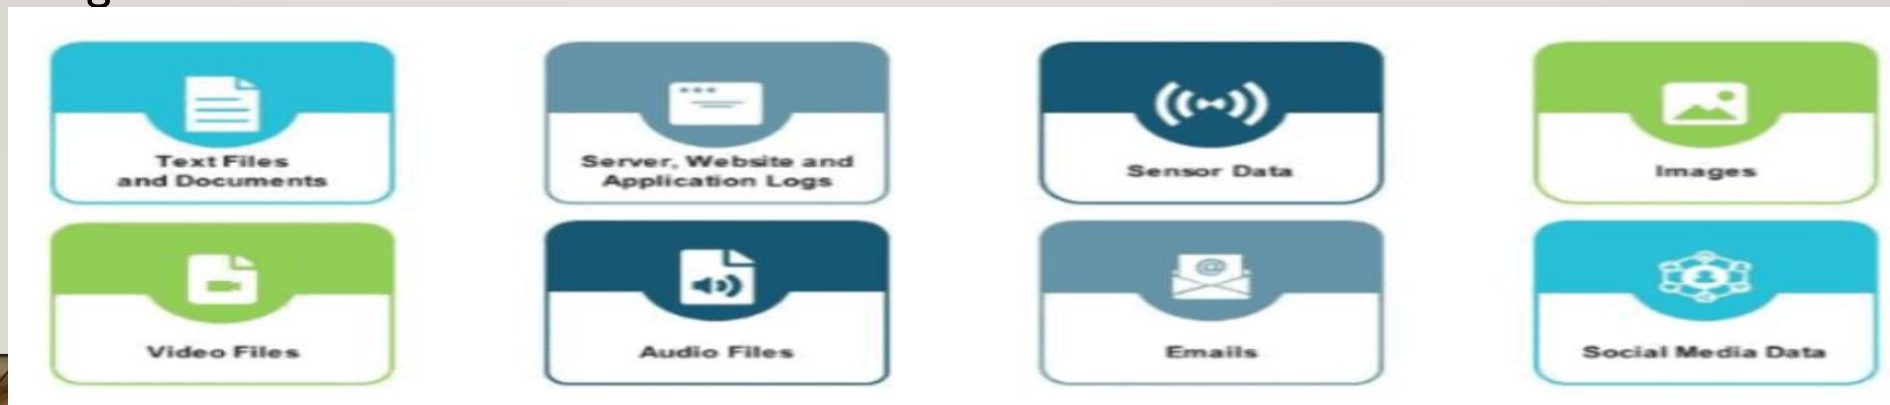 Text Files
and Documents
Server, Website and
Application Logs
Sensor Data
Images
Video Files
Audio Files
@
Emails
Social Media Data